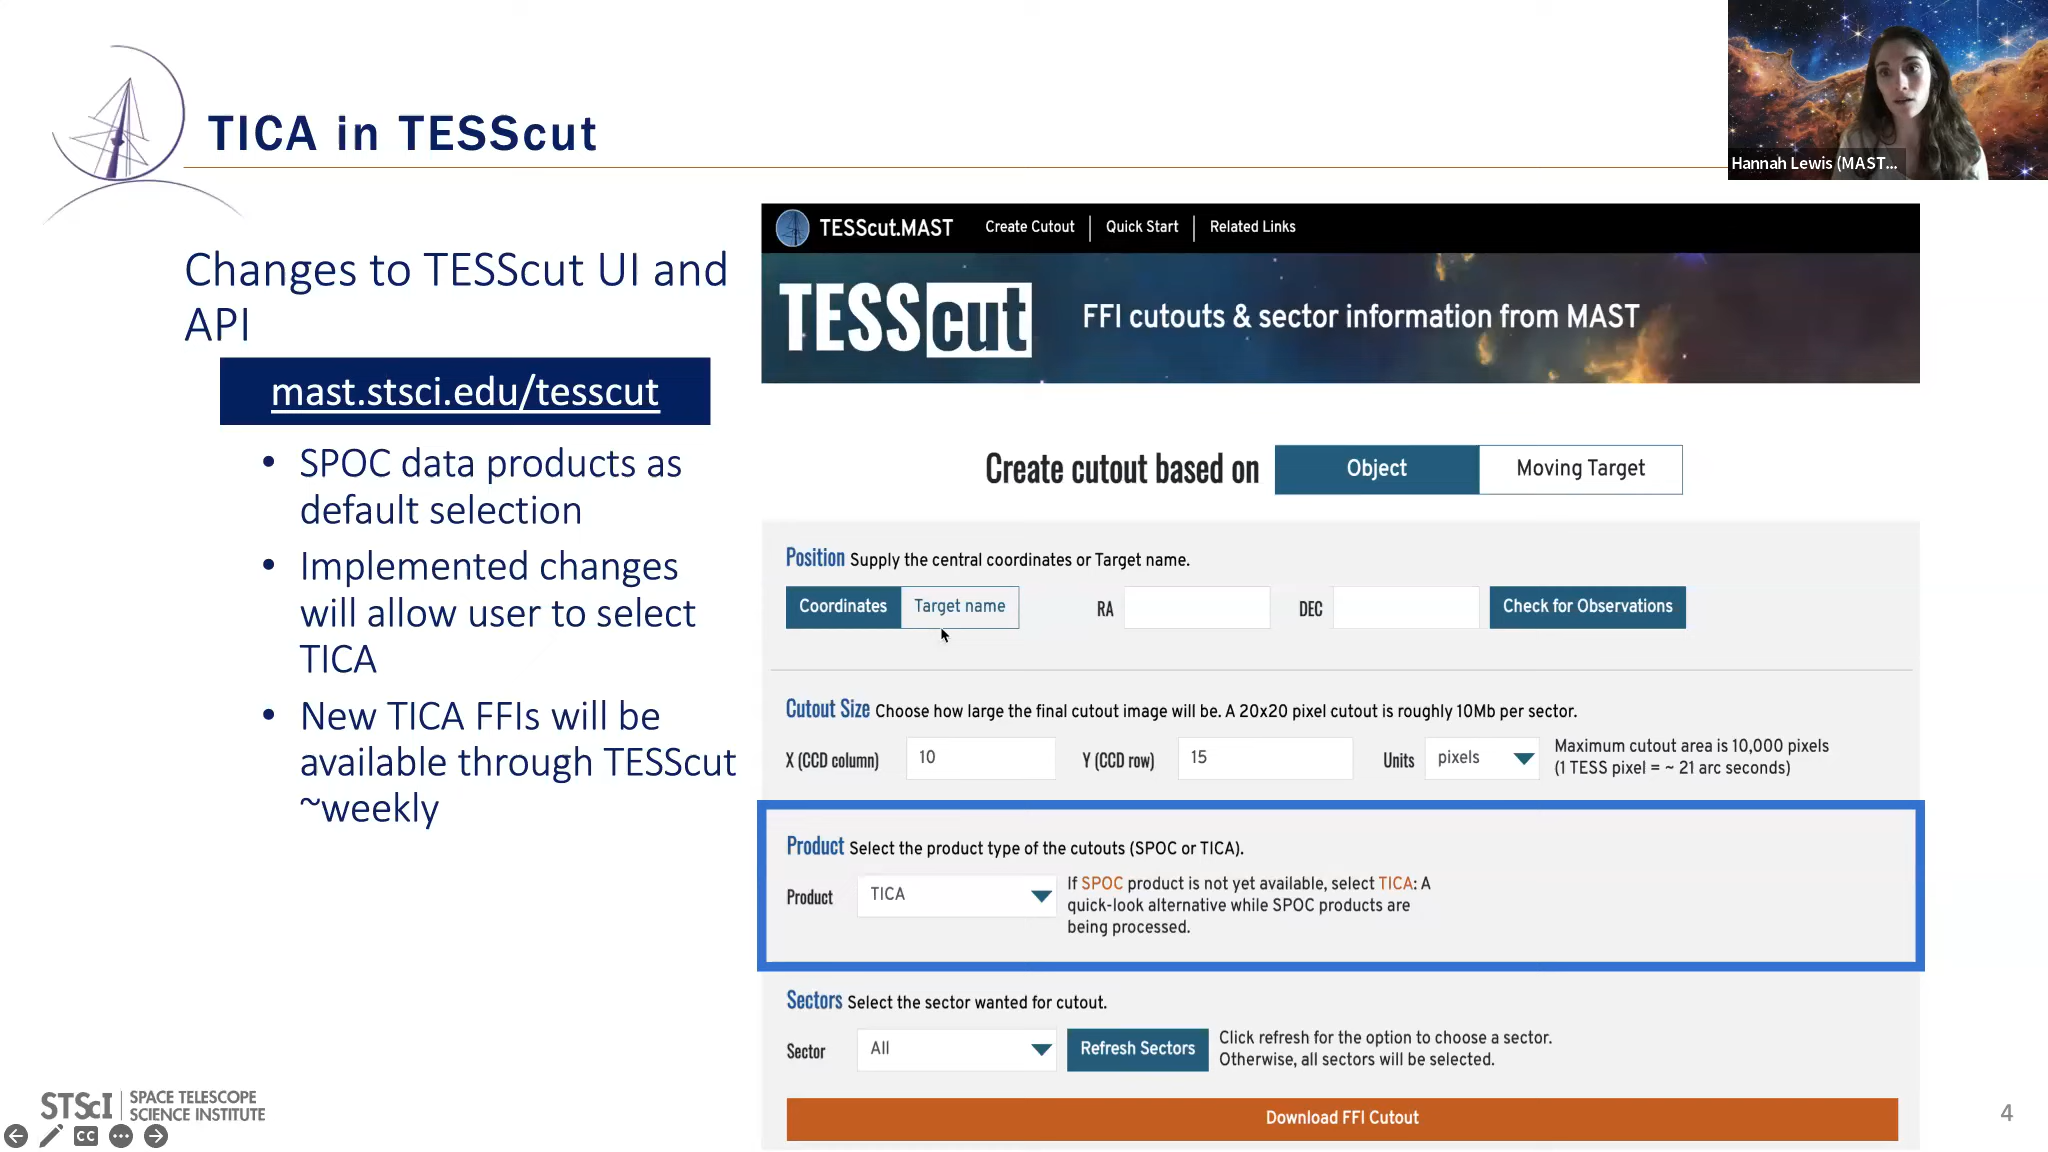 TICA in TESScut
Hannah Lewis (MAST...
Changes to TESScut UI and
API
mast.stsci.edu/tesscut
• SPOC data products as
default selection
• Implemented changes
will allow user to select
TICA
• New TICA FFIs will be
available through TESScut
~weekly
TESScut.MAST Create Cutout Quick Start Related Links
TESScut FFI cutouts & sector information from MAST
Create cutout based on Object Moving Target
Position Supply the central coordinates or Target name.
Coordinates Target name RA DEC Check for Observations
Cutout Size Choose how large the final cutout image will be. A 20x20 pixel cutout is roughly 10Mb per sector.
X (CCD column) 10 Y (CCD row) 15 Units pixels
Maximum cutout area is 10,000 pixels
(1 TESS pixel = ~ 21 arc seconds)
Product Select the product type of the cutouts (SPOC or TICA).
Product TICA
If SPOC product is not yet available, select TICA: A
quick-look alternative while SPOC products are
being processed.
Sectors Select the sector wanted for cutout.
Sector All Refresh Sectors
Click refresh for the option to choose a sector.
Otherwise, all sectors will be selected.
Download FFI Cutout
STScI SPACE TELESCOPE
SCIENCE INSTITUTE
CC
4